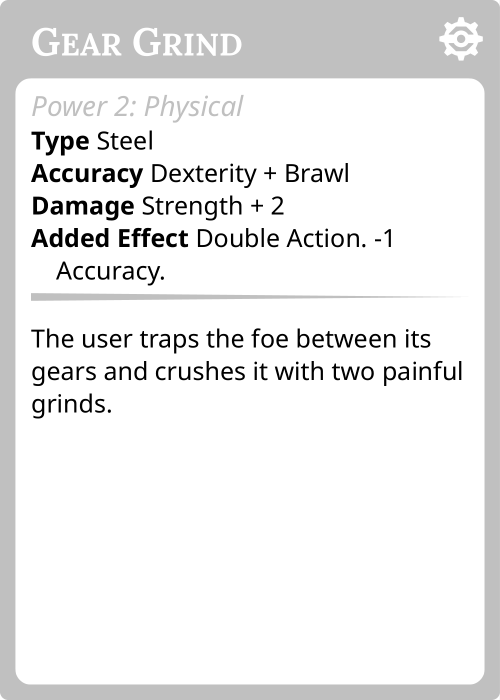 Gear Grind
Power 2: Physical
Type Steel
Accuracy Dexterity + Brawl
Damage Strength + 2
Added Effect Double Action. -1
Accuracy.
The user traps the foe between its
gears and crushes it with two painful
grinds.